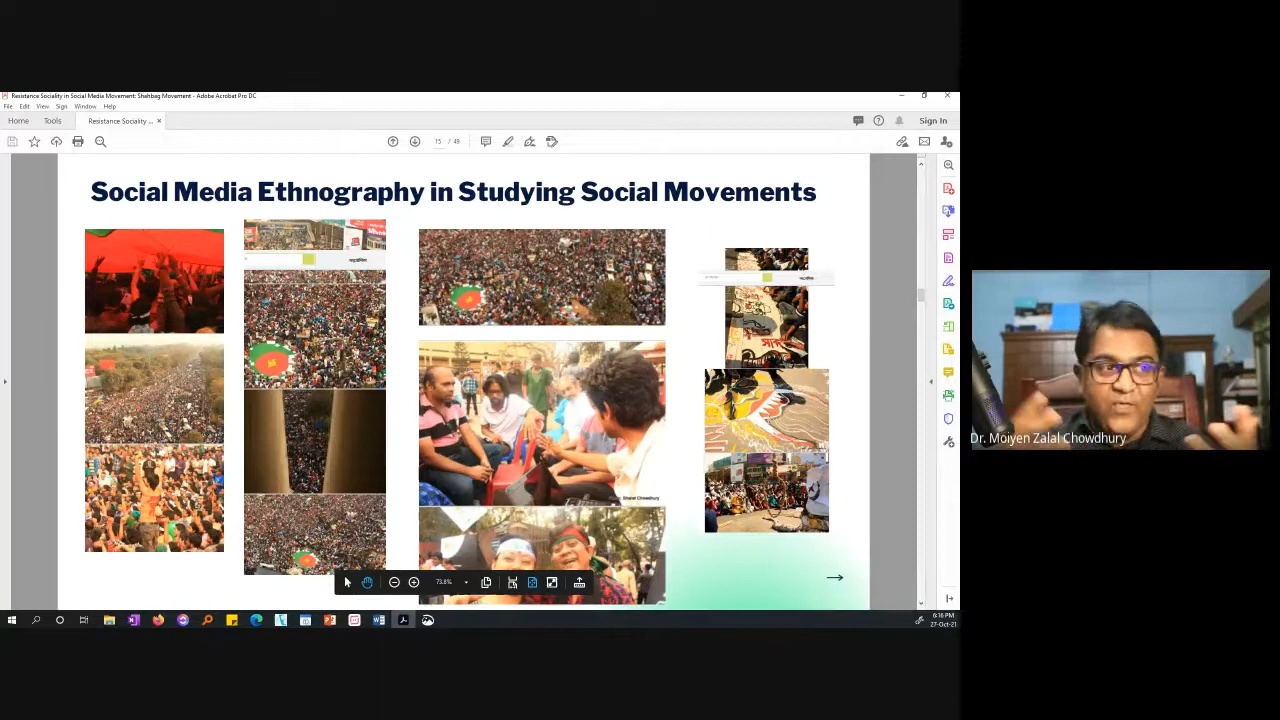 Resistance Sociality in Social Media Movement: Shahbag Movement - Adobe Acrobat Pro DC
File Edit View Sign Window Help
Home Tools Resistance Sociality ... × Sign In
15 / 49
Social Media Ethnography in Studying Social Movements
Chowdhury
Dr. Moiyen Zalal Chowdhury
73.8%
6:16 PM
27-Oct-21